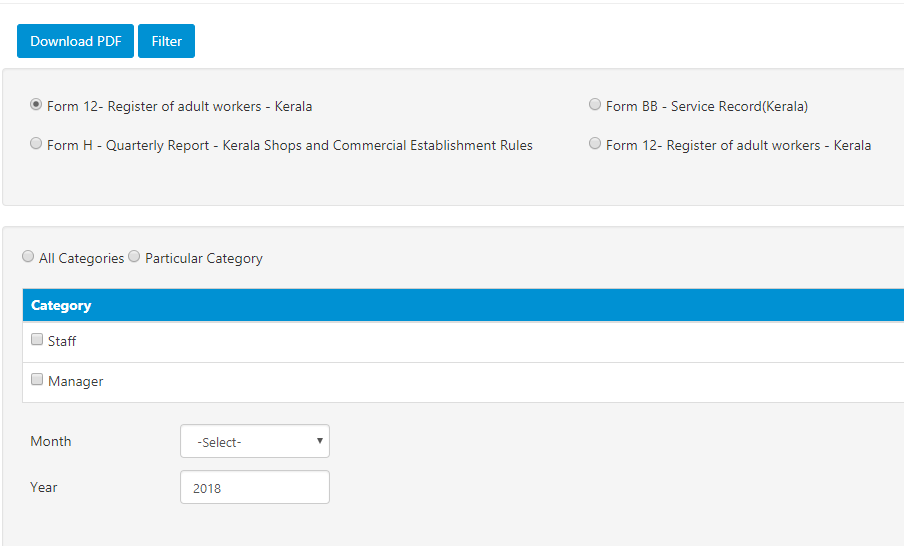 Download PDF Filter
Form 12- Register of adult workers - Kerala Form BB - Service Record(Kerala)
Form H - Quarterly Report - Kerala Shops and Commercial Establishment Rules Form 12- Register of adult workers - Kerala
All Categories Particular Category
Category
Staff
Manager
Month -Select-
Year 2018